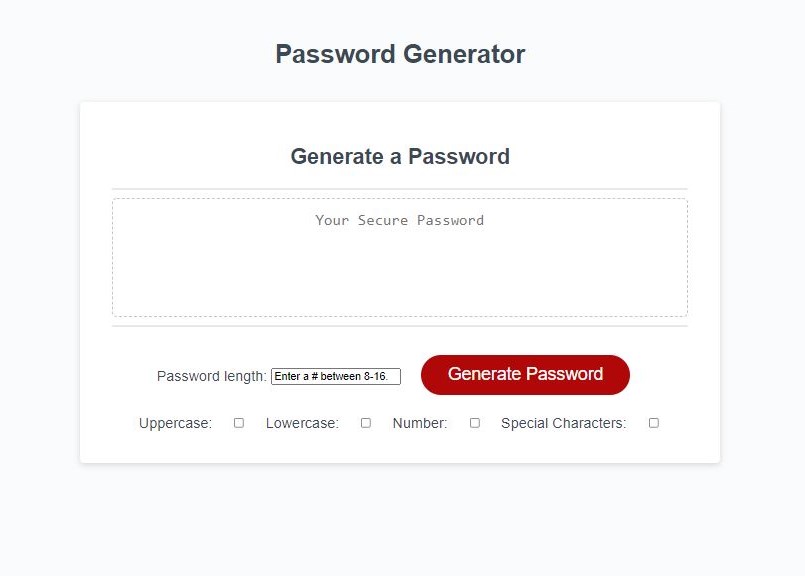 Password Generator
Generate a Password
Your Secure Password
Password length: Enter a # between 8-16. Generate Password
Uppercase: Lowercase: Number: Special Characters: